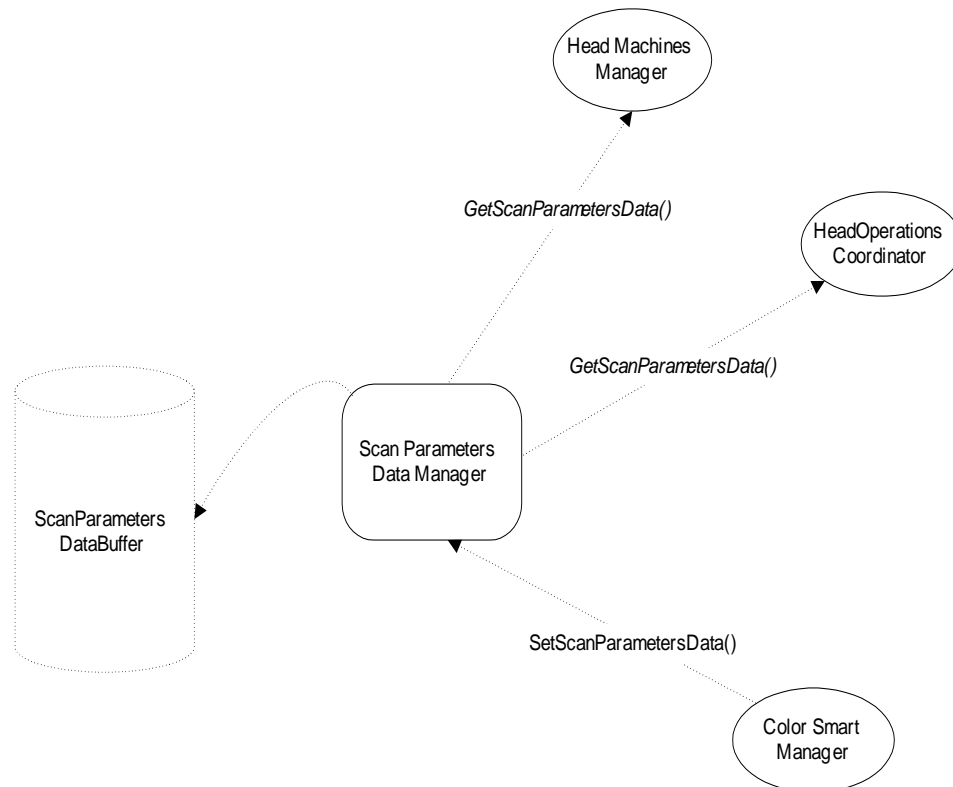 Head Machines
Manager
GetScanParametersData()
HeadOperations
Coordinator
GetScanParametersData()
Scan Parameters
Data Manager
ScanParameters
DataBuffer
SetScanParametersData()
Color Smart
Manager